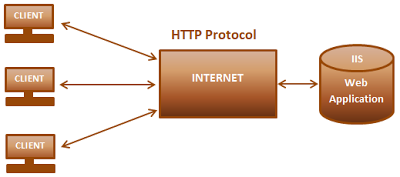 CLIENT
HTTP Protocol
CLIENT
INTERNET
IIS
Web
Application
CLIENT